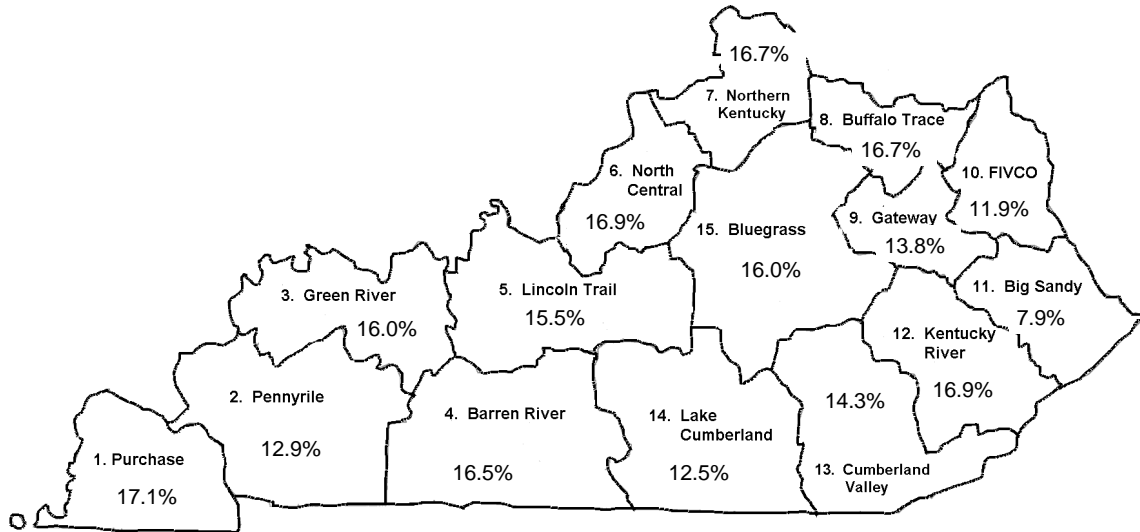 16.7%
7. Northern
Kentucky
8. Buffalo Trace
16.7%
6. North
Central
16.9%
10. FIVCO
11.9%
9. Gateway
13.8%
15. Bluegrass
16.0%
3. Green River
16.0%
5. Lincoln Trail
15.5%
11. Big Sandy
7.9%
12. Kentucky
River
16.9%
2. Pennyrile
12.9%
4. Barren River
16.5%
14. Lake
Cumberland
12.5%
14.3%
13. Cumberland
Valley
1. Purchase
17.1%